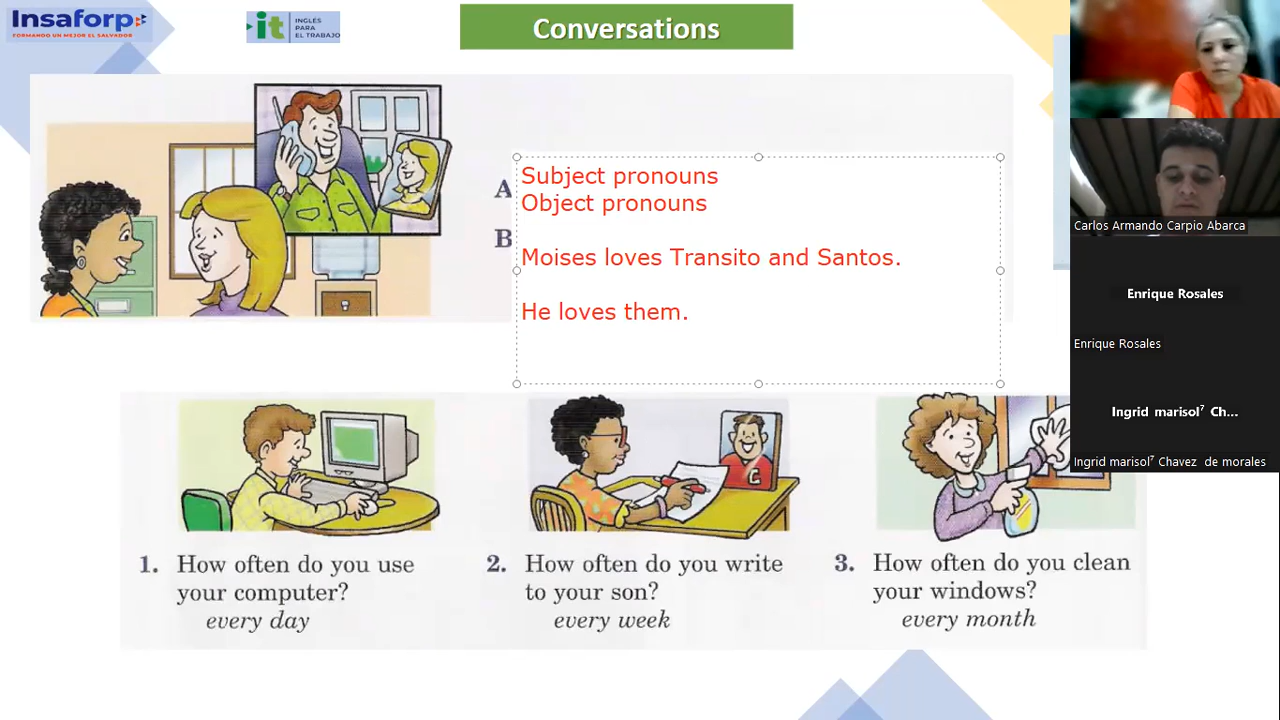 Insaforp
FORMANDO UN MEJOR EL SALVADOR
it
INGLÉS
PARA
EL TRABAJO
Conversations
A
B
Subject pronouns
Object pronouns
Moises loves Transito and Santos.
He loves them.
C
1. How often do you use
your computer?
every day
2. How often do you write
to your son?
every week
3. How often do you clean
your windows?
every month
Carlos Armando Carpio Abarca
Enrique Rosales
Enrique Rosales
Ingrid marisol⁷ Ch...
Ingrid marisol⁷ Chavez de morales